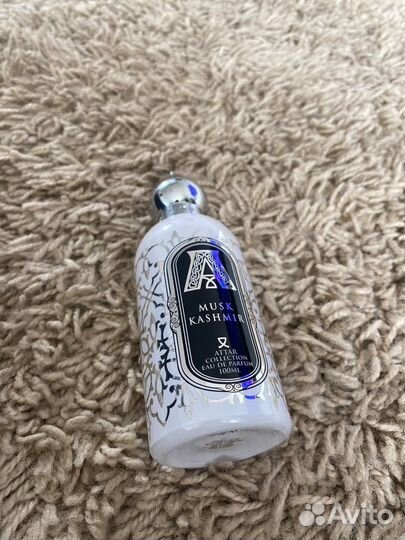 A
MUSK
KASHMIR
ATTAR
COLLECTION
EAU DE PARFUM
100ML
Avito